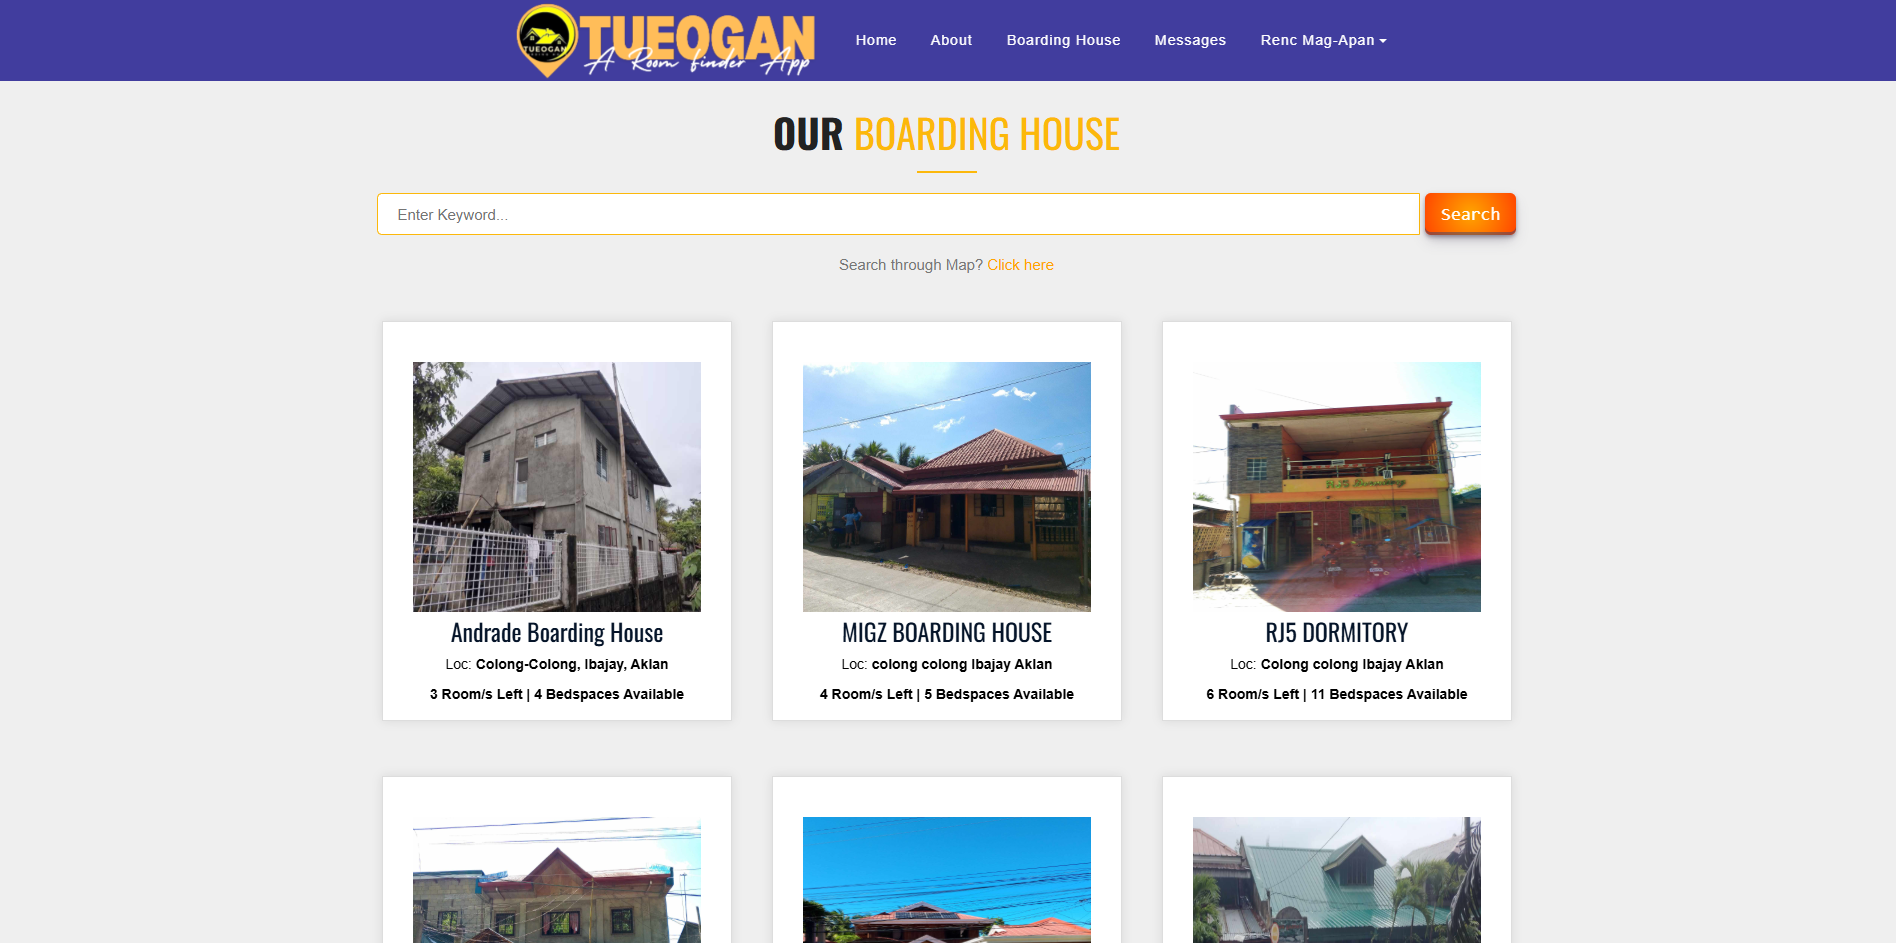 TUEOGAN
TUEOGAN
A Room finder App
Home
About
Boarding House
Messages
Renc Mag-Apan
OUR BOARDING HOUSE
Enter Keyword...
Search
Search through Map? Click here
RJ5 Dormitory
Andrade Boarding House
Loc: Colong-Colong, Ibajay, Aklan
3 Room/s Left | 4 Bedspaces Available
MIGZ BOARDING HOUSE
Loc: colong colong Ibajay Aklan
4 Room/s Left | 5 Bedspaces Available
RJ5 DORMITORY
Loc: Colong colong Ibajay Aklan
6 Room/s Left | 11 Bedspaces Available